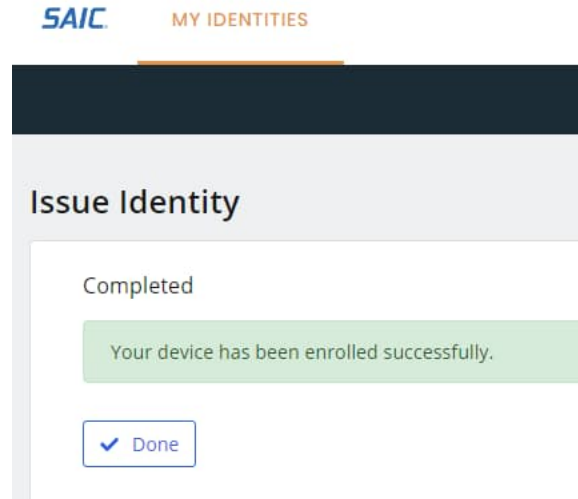 SAIC
MY IDENTITIES
Issue Identity
Completed
Your device has been enrolled successfully.
Done